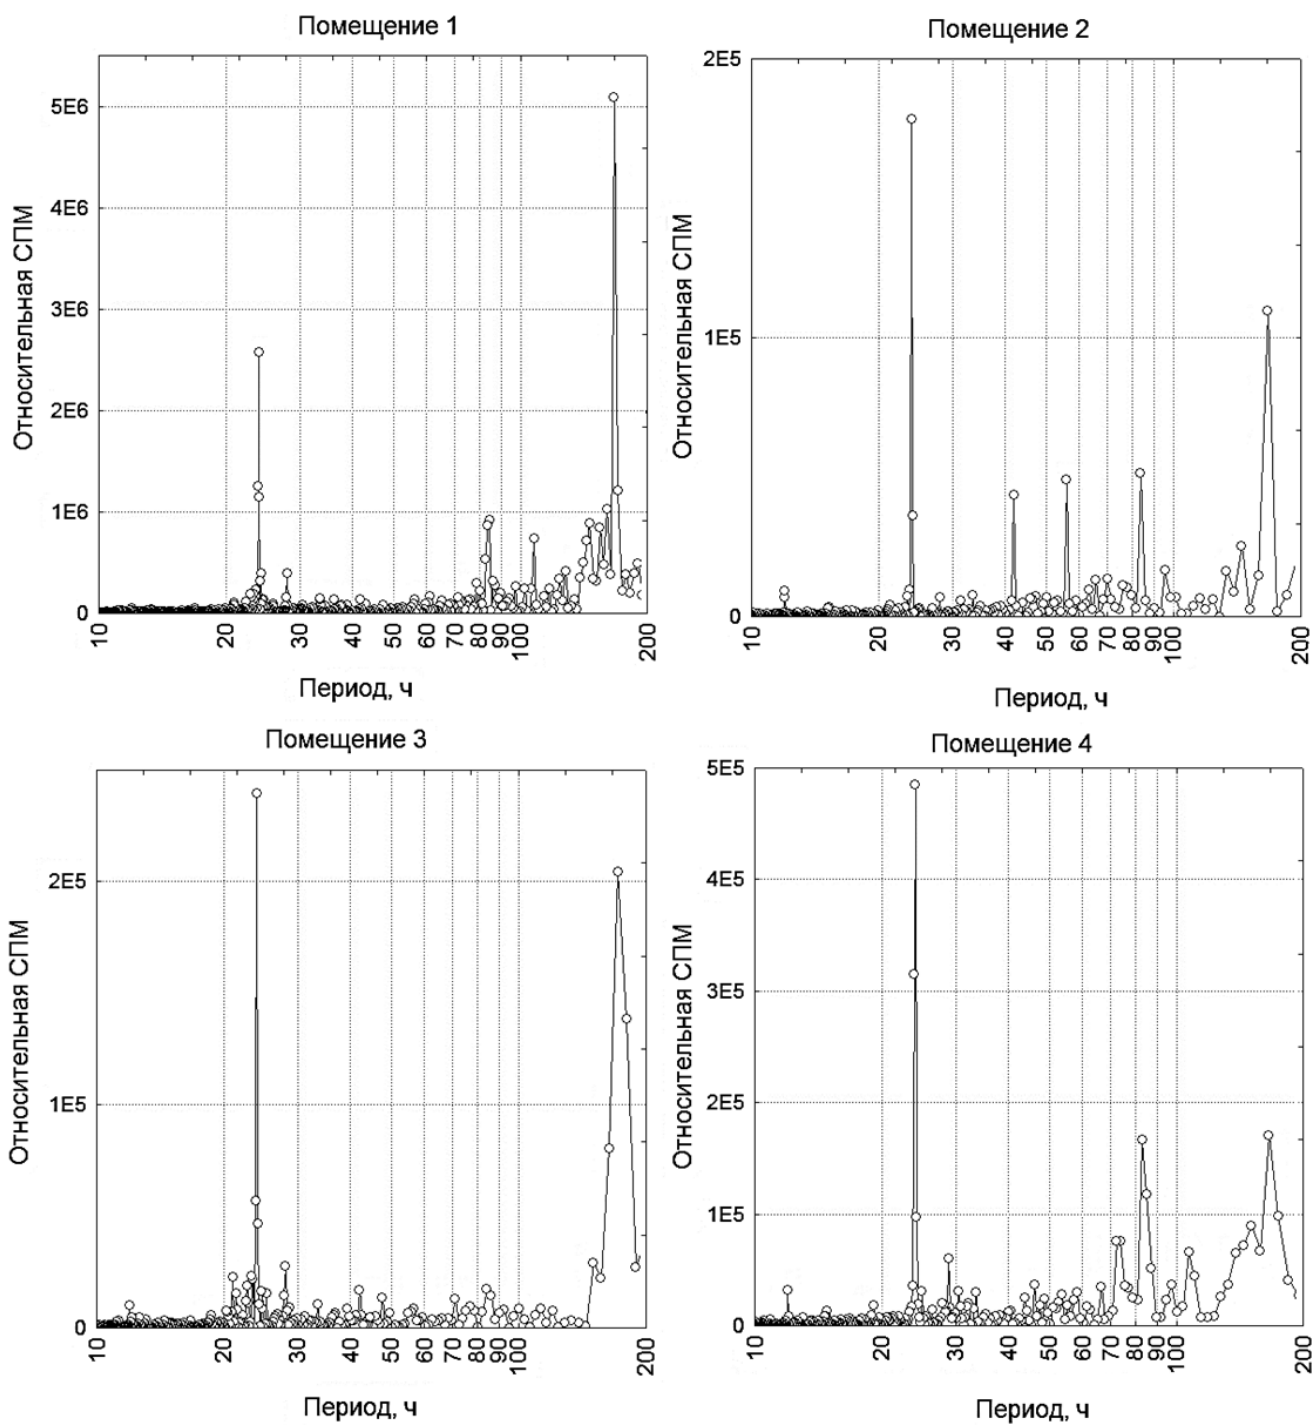 Помещение 1
Относительная СПМ
5E6
4E6
3E6
2E6
1E6
0
10 20 30 40 50 60 70 80 90 100 200
Период, ч
Помещение 2
Относительная СПМ
2E5
1E5
0
10 20 30 40 50 60 70 80 90 100 200
Период, ч
Помещение 3
Относительная СПМ
2E5
1E5
0
10 20 30 40 50 60 70 80 90 100 200
Период, ч
Помещение 4
Относительная СПМ
5E5
4E5
3E5
2E5
1E5
0
10 20 30 40 50 60 70 80 90 100 200
Период, ч